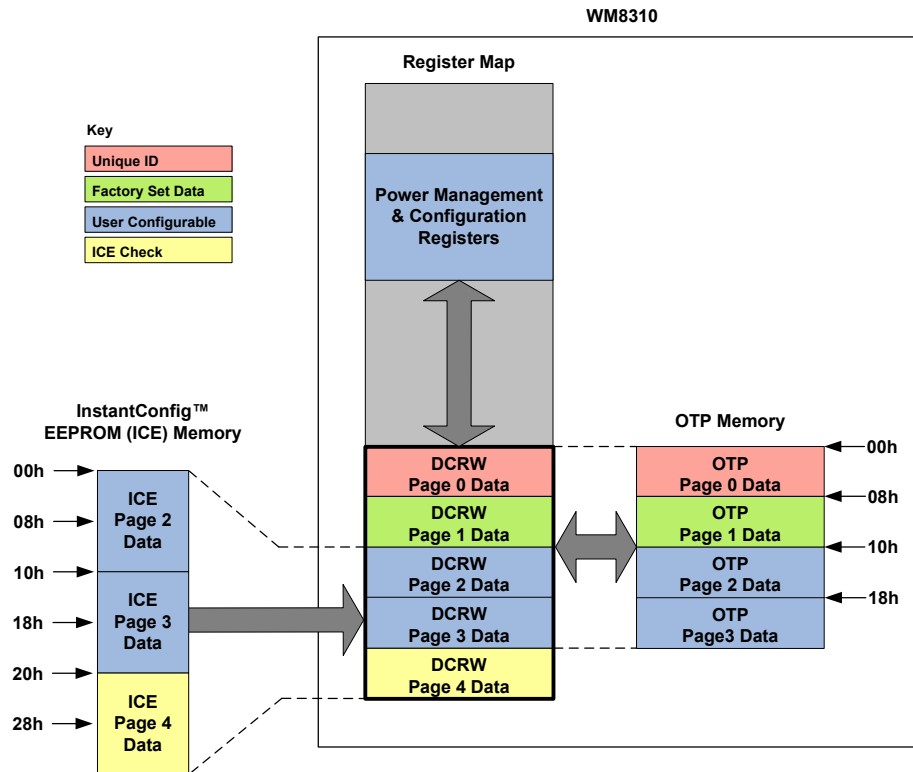 WM8310
Register Map
Key
Unique ID
Factory Set Data
User Configurable
ICE Check
Power Management
& Configuration
Registers
InstantConfig™
EEPROM (ICE) Memory
00h
08h
10h
18h
20h
28h
ICE
Page 2
Data
ICE
Page 3
Data
ICE
Page 4
Data
DCRW
Page 0 Data
DCRW
Page 1 Data
DCRW
Page 2 Data
DCRW
Page 3 Data
DCRW
Page 4 Data
OTP Memory
OTP
Page 0 Data
OTP
Page 1 Data
OTP
Page 2 Data
OTP
Page3 Data
00h
08h
10h
18h